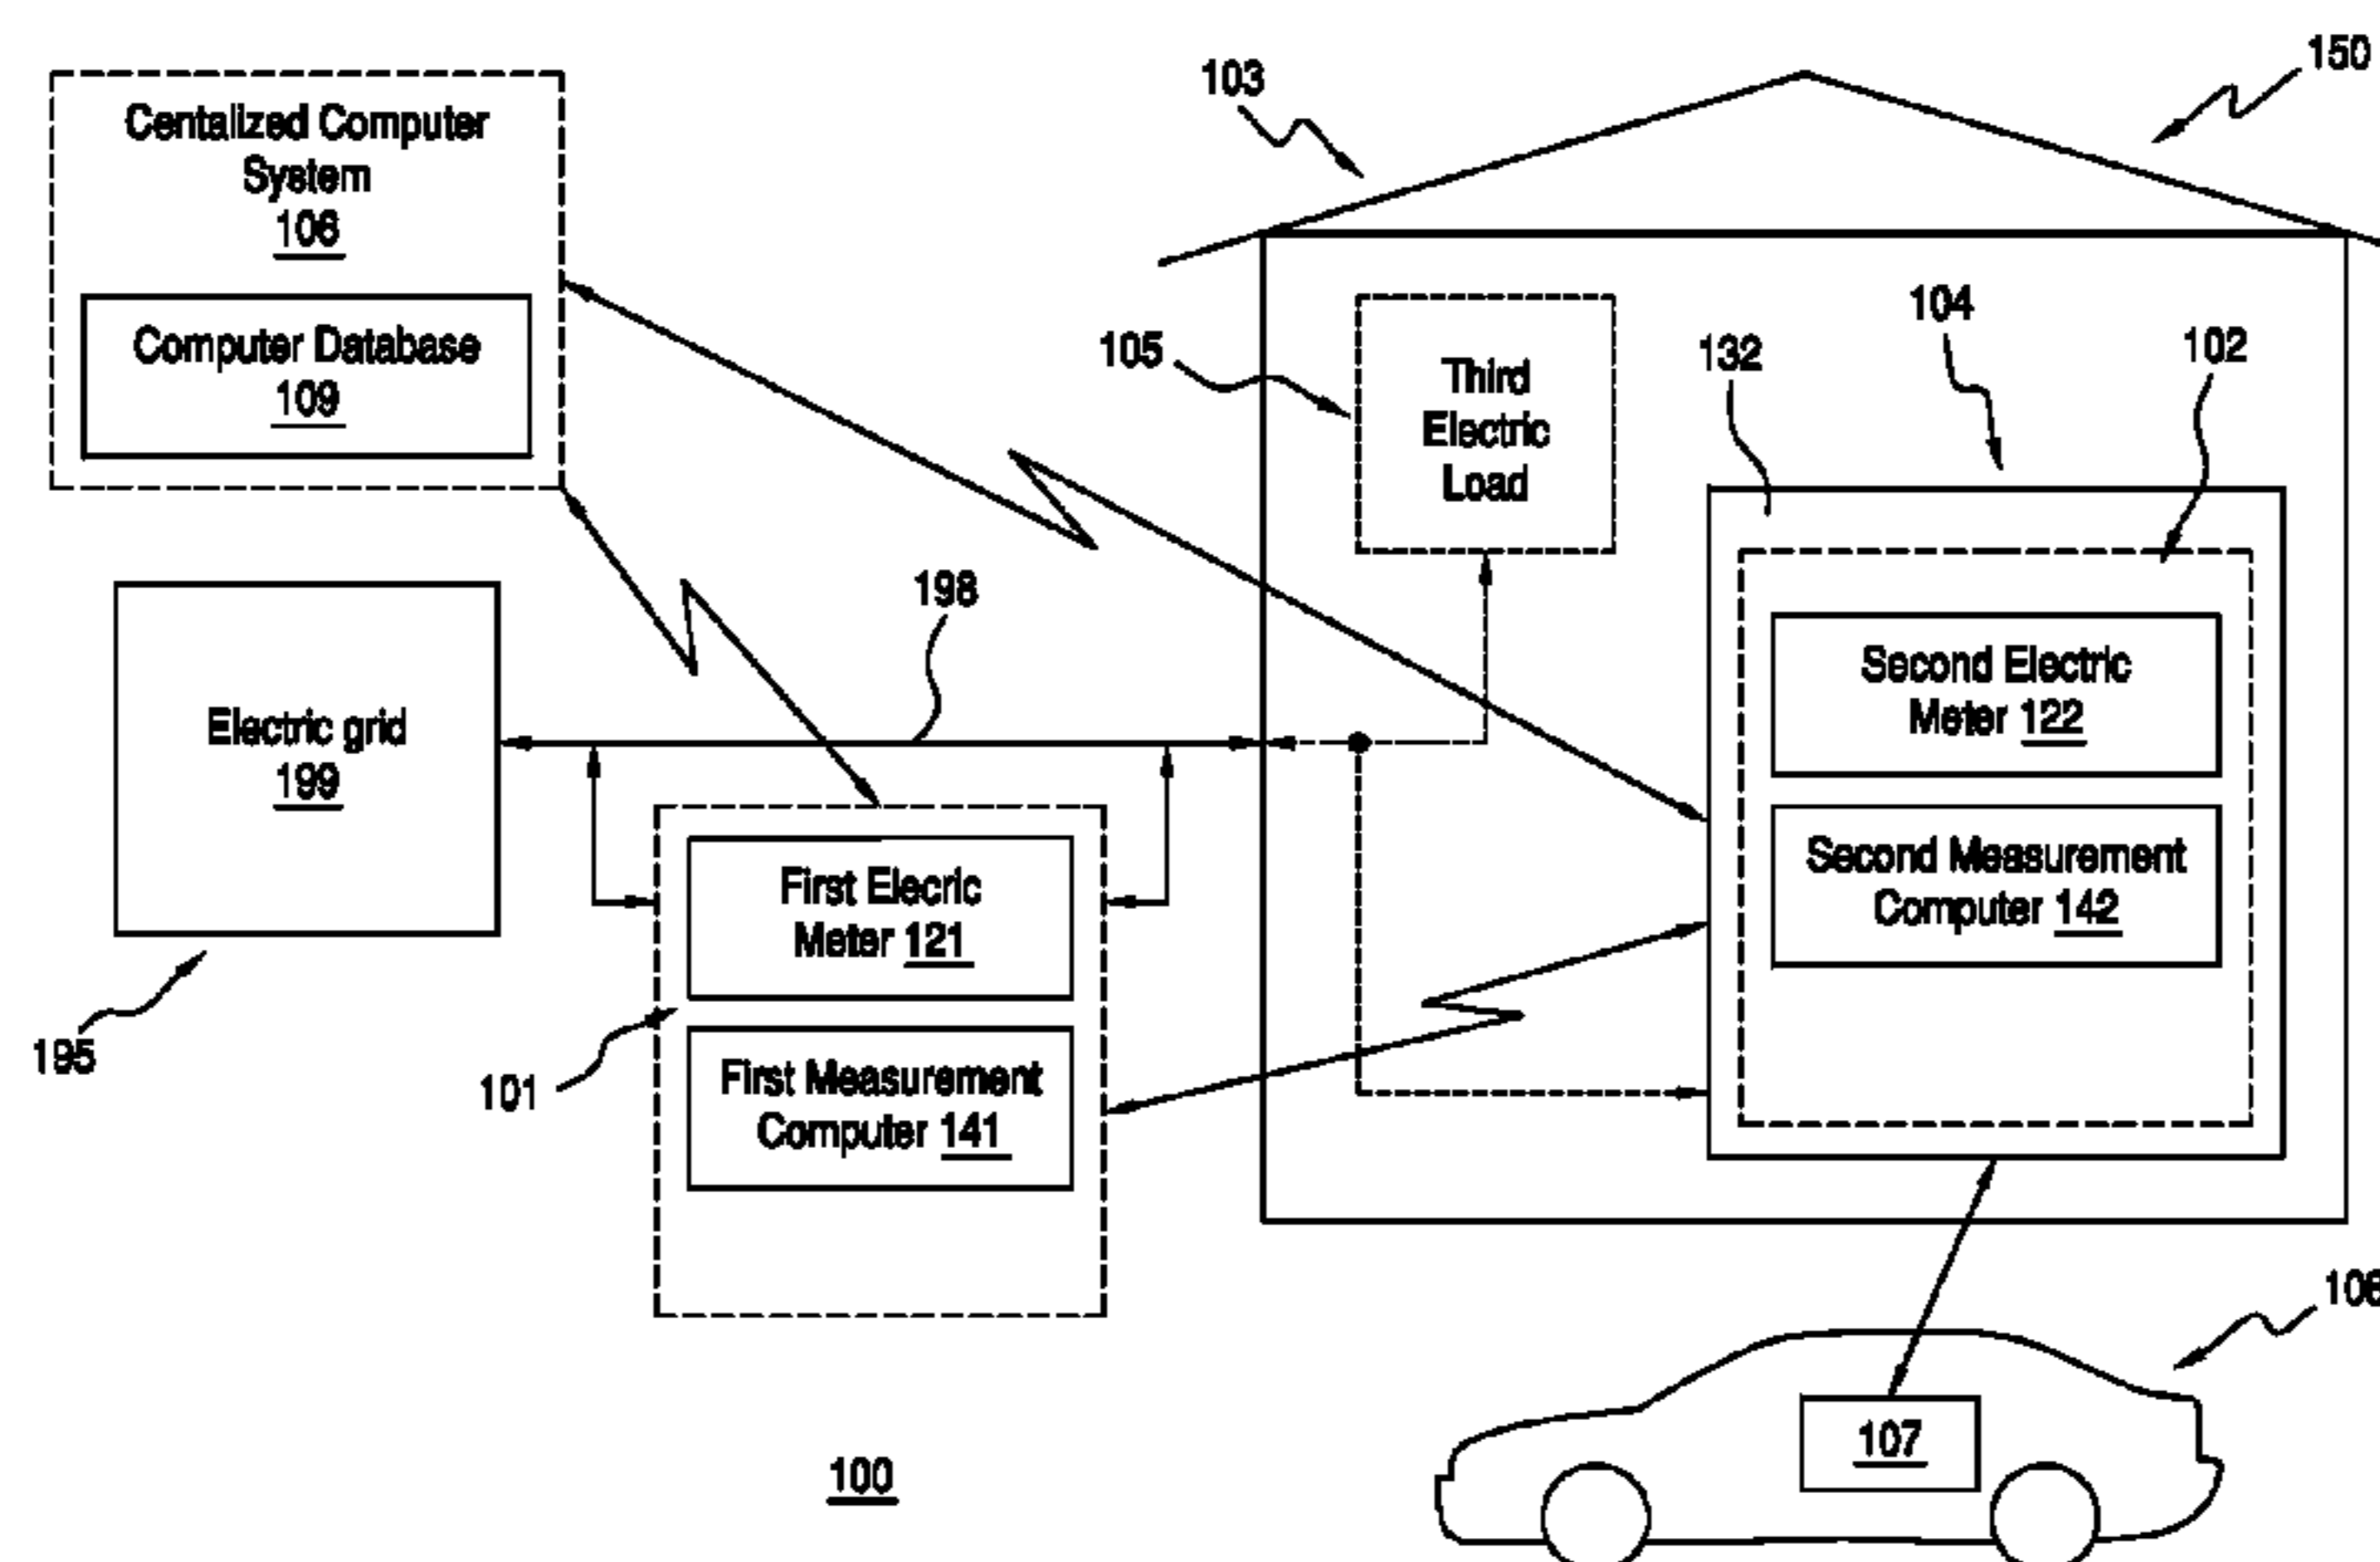 Centalized Computer
System
106
Computer Database
109
103
150
105
Third
Electric
Load
104
132
102
Second Electric
Meter 122
Second Measurement
Computer 142
198
Electric grid
199
195
First Elecric
Meter 121
101
First Measurement
Computer 141
108
107
100